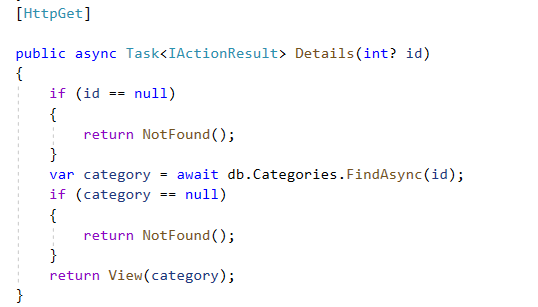 [HttpGet]
public async Task<IActionResult> Details(int? id)
{
if (id == null)
{
return NotFound();
}
var category = await db.Categories.FindAsync(id);
if (category == null)
{
return NotFound();
}
return View(category);
}